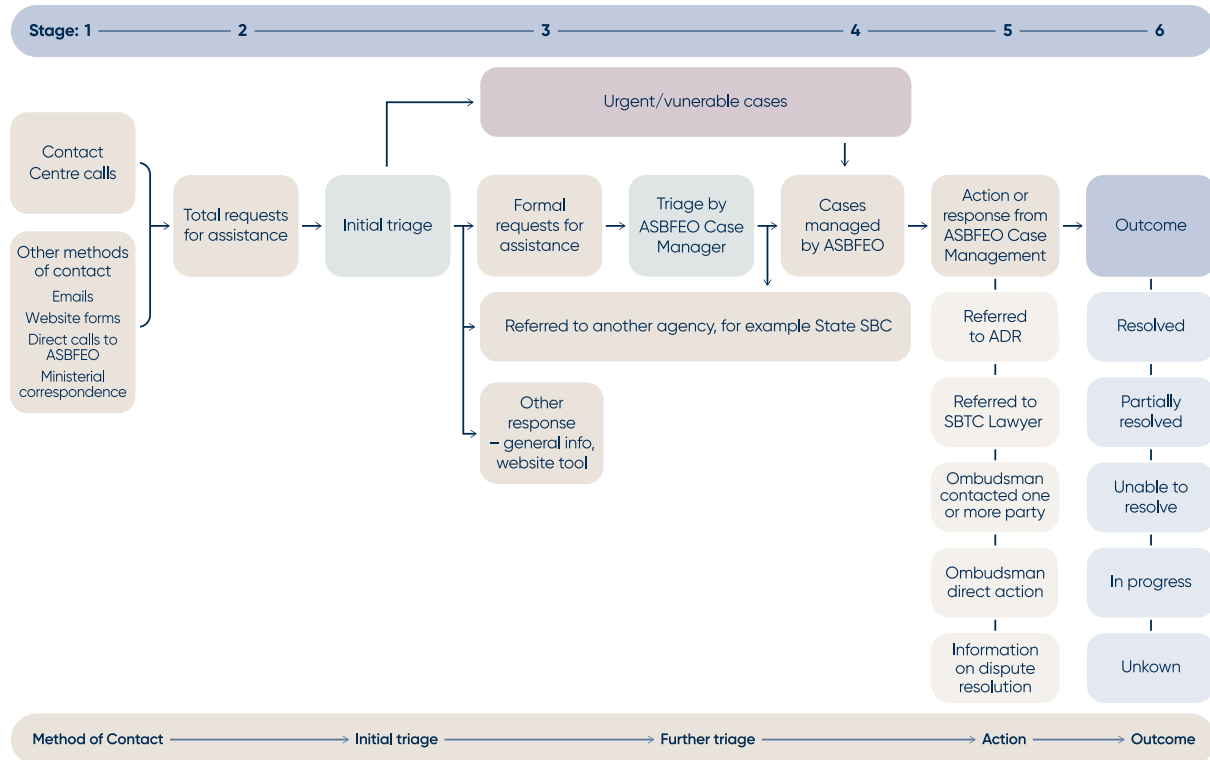 Stage: 1 2 3 4 5 6
Urgent/vunerable cases
Contact
Centre calls
Other methods
of contact
Emails
Website forms
Direct calls to
ASBFEO
Ministerial
correspondence
Total requests
for assistance
Initial triage
Formal
requests for
assistance
Triage by
ASBFEO Case
Manager
Cases
managed
by ASBFEO
Action or
response from
ASBFEO Case
Management
Outcome
Referred to another agency, for example State SBC
Other
response
– general info,
website tool
Referred
to ADR
Referred to
SBTC Lawyer
Ombudsman
contacted one
or more party
Ombudsman
direct action
Information
on dispute
resolution
Resolved
Partially
resolved
Unable to
resolve
In progress
Unkown
Method of Contact Initial triage Further triage Action Outcome